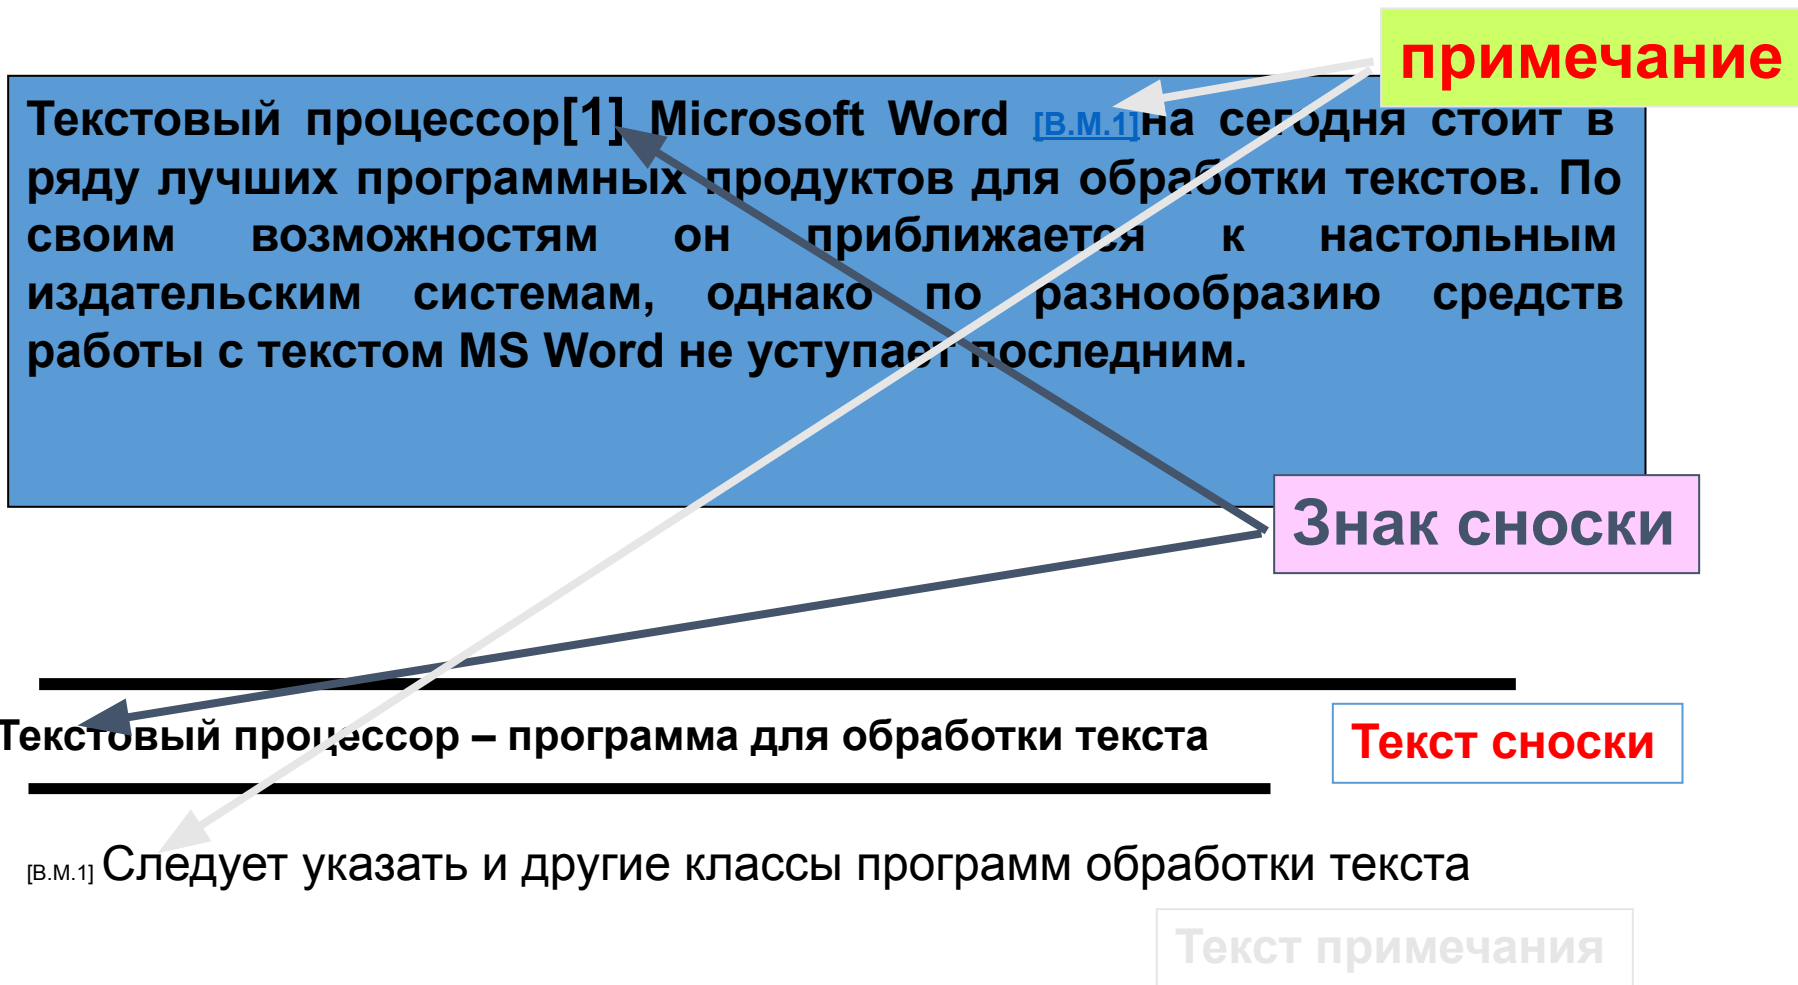 примечание
Текстовый процессор[1] Microsoft Word [B.M.1]на сегодня стоит в
ряду лучших программных продуктов для обработки текстов. По
своим возможностям он приближается к настольным
издательским системам, однако по разнообразию средств
работы с текстом MS Word не уступает последним.
Знак сноски
Текстовый процессор – программа для обработки текста
Текст сноски
[B.M.1] Следует указать и другие классы программ обработки текста
Текст примечания